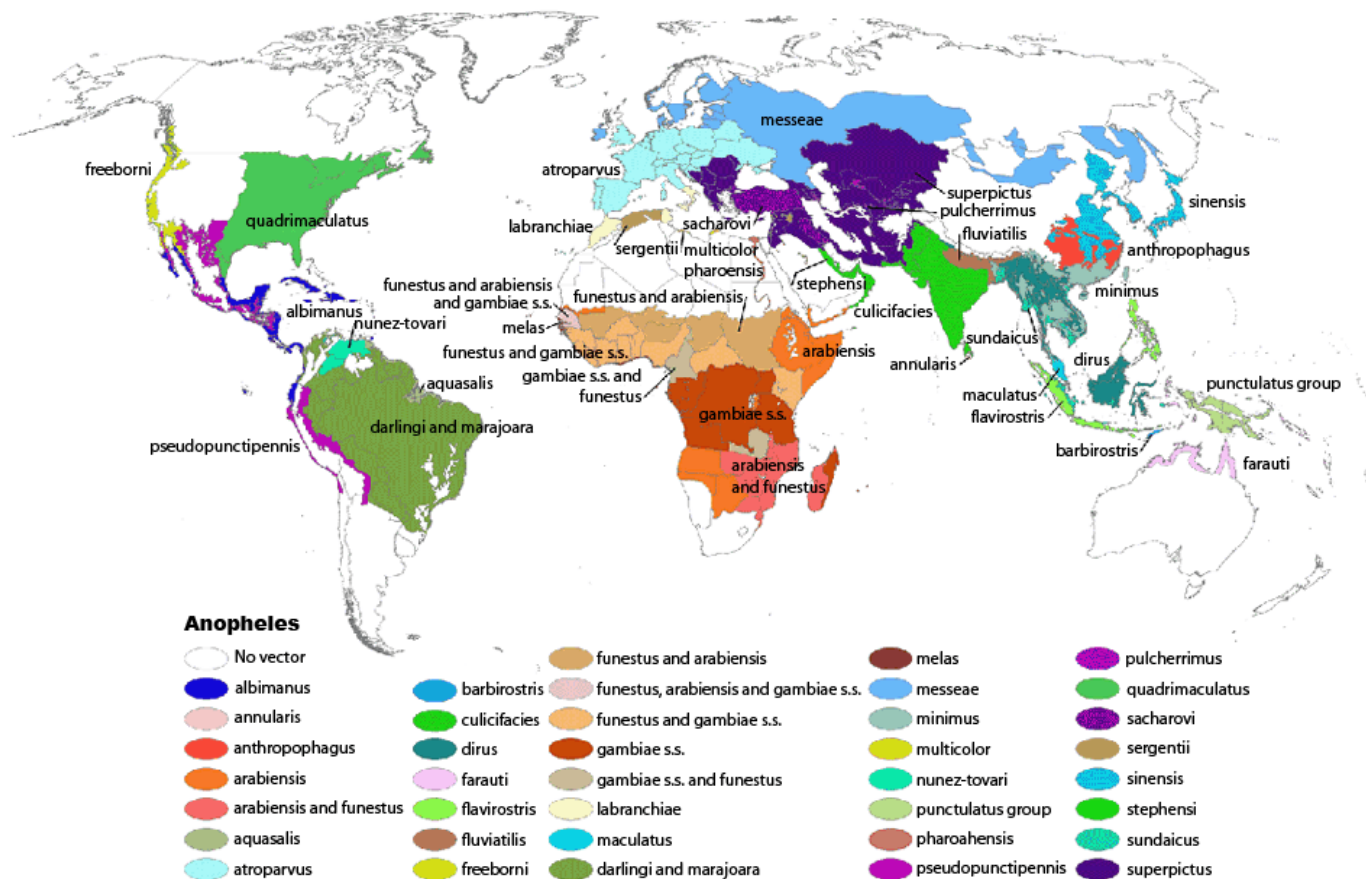 messeae
freeborni
atroparvus
superpictus
pulcherrimus
quadrimaculatus
sinensis
labranchiae
sacharovi
fluviatilis
sergentii
multicolor
anthropophagus
pharoensis
stephensi
funestus and arabiensis
and gambiae s.s.
funestus and arabiensis
minimus
albimanus
culicifacies
nunez-tovari
melas
sundaicus
funestus and gambiae s.s.
arabiensis
dirus
annularis
gambiae s.s. and
funestus
aquasalis
punctulatus group
maculatus
gambiae s.s.
flavirostris
darlingi and marajoara
pseudopunctipennis
barbirostris
farauti
arabiensis
and funestus
Anopheles
No vector
albimanus
annularis
anthropophagus
arabiensis
arabiensis and funestus
aquasalis
atroparvus
barbirostris
culicifacies
dirus
farauti
flavirostris
fluviatilis
freeborni
funestus and arabiensis
funestus, arabiensis and gambiae s.s.
funestus and gambiae s.s.
gambiae s.s.
gambiae s.s. and funestus
labranchiae
maculatus
darlingi and marajoara
melas
messeae
minimus
multicolor
nunez-tovari
punctulatus group
pharoahensis
pseudopunctipennis
pulcherrimus
quadrimaculatus
sacharovi
sergentii
sinensis
stephensi
sundaicus
superpictus